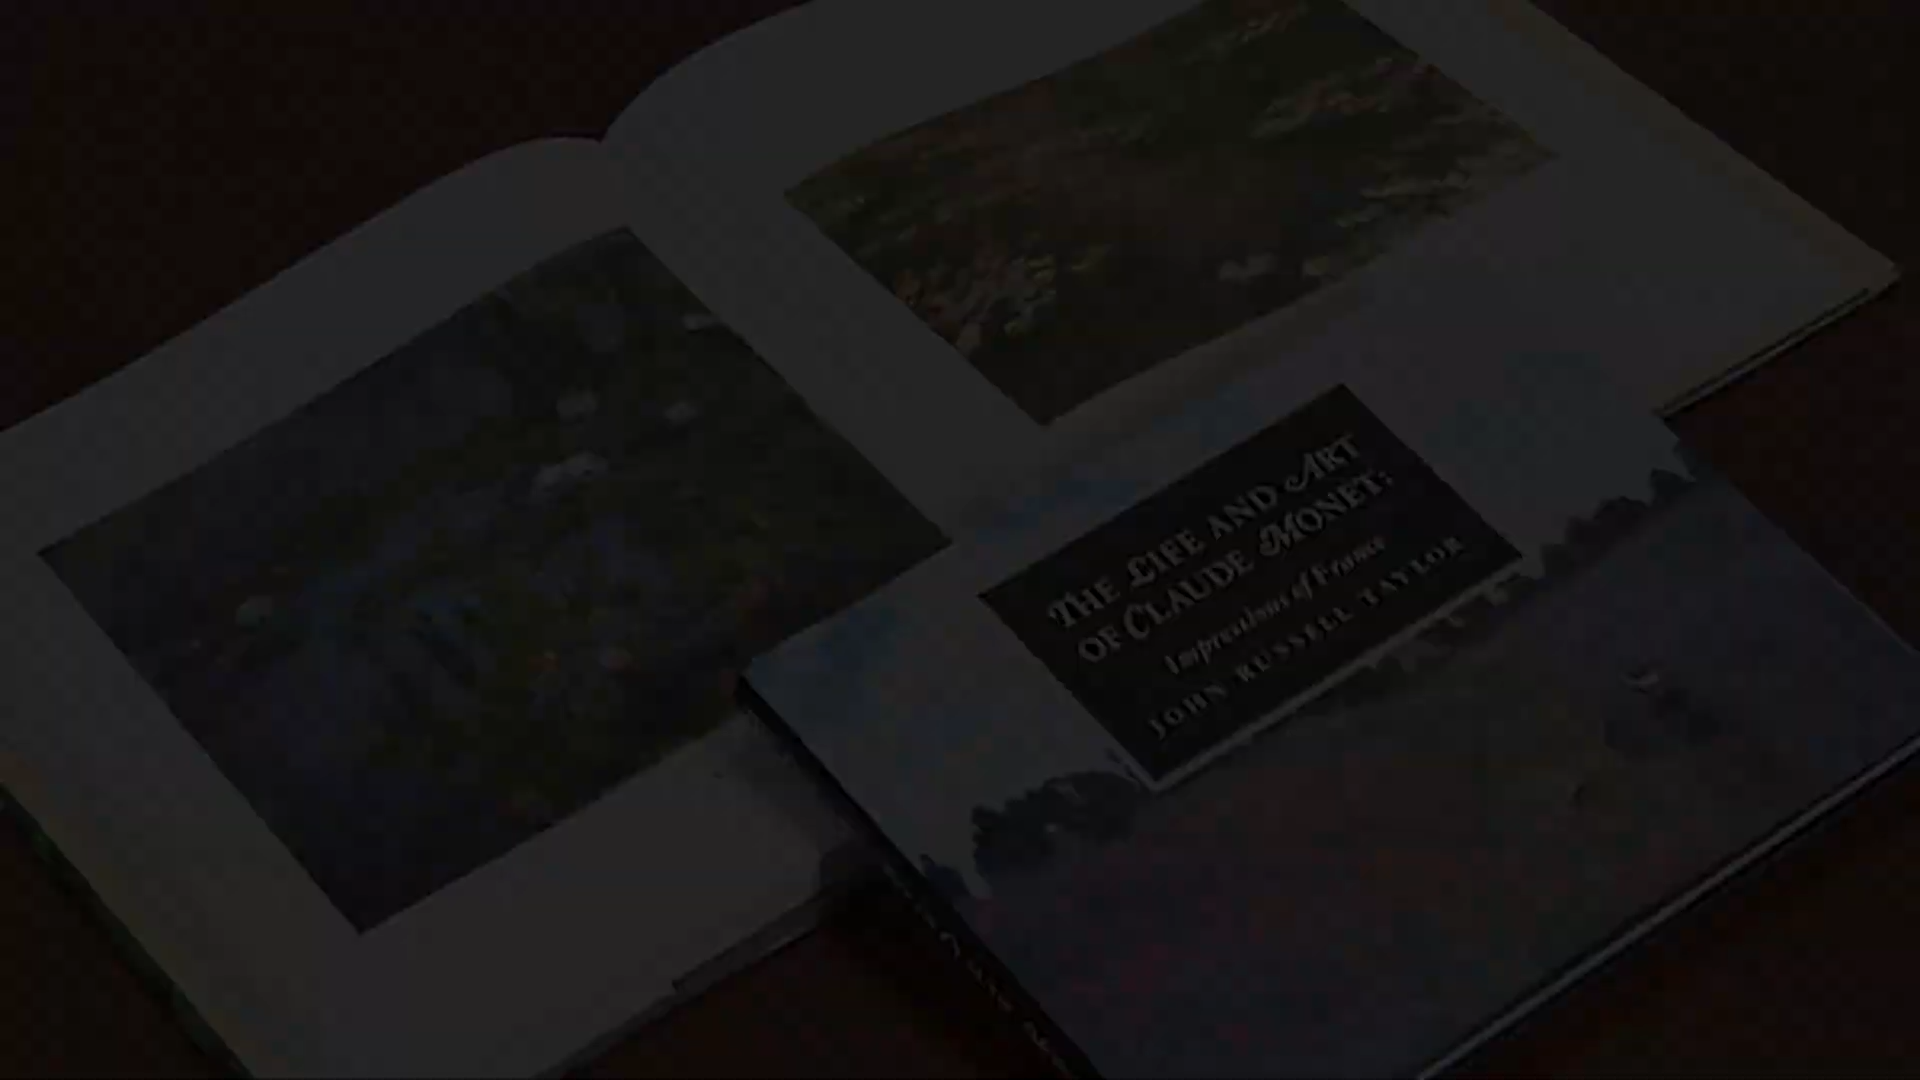 THE LIFE AND ART
OF CLAUDE MONET:
Impressions of France
JOHN RUSSELL TAYLOR